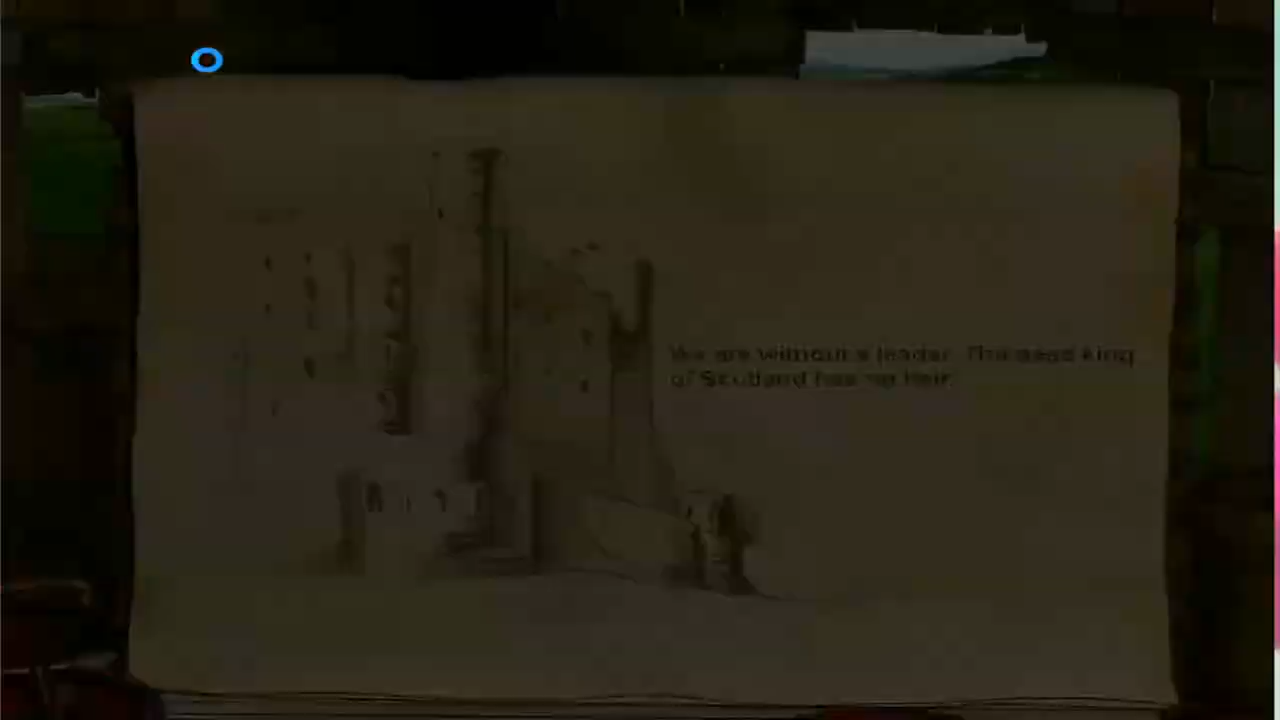 We are without a leader. The dead king
of Scotland has no heir.